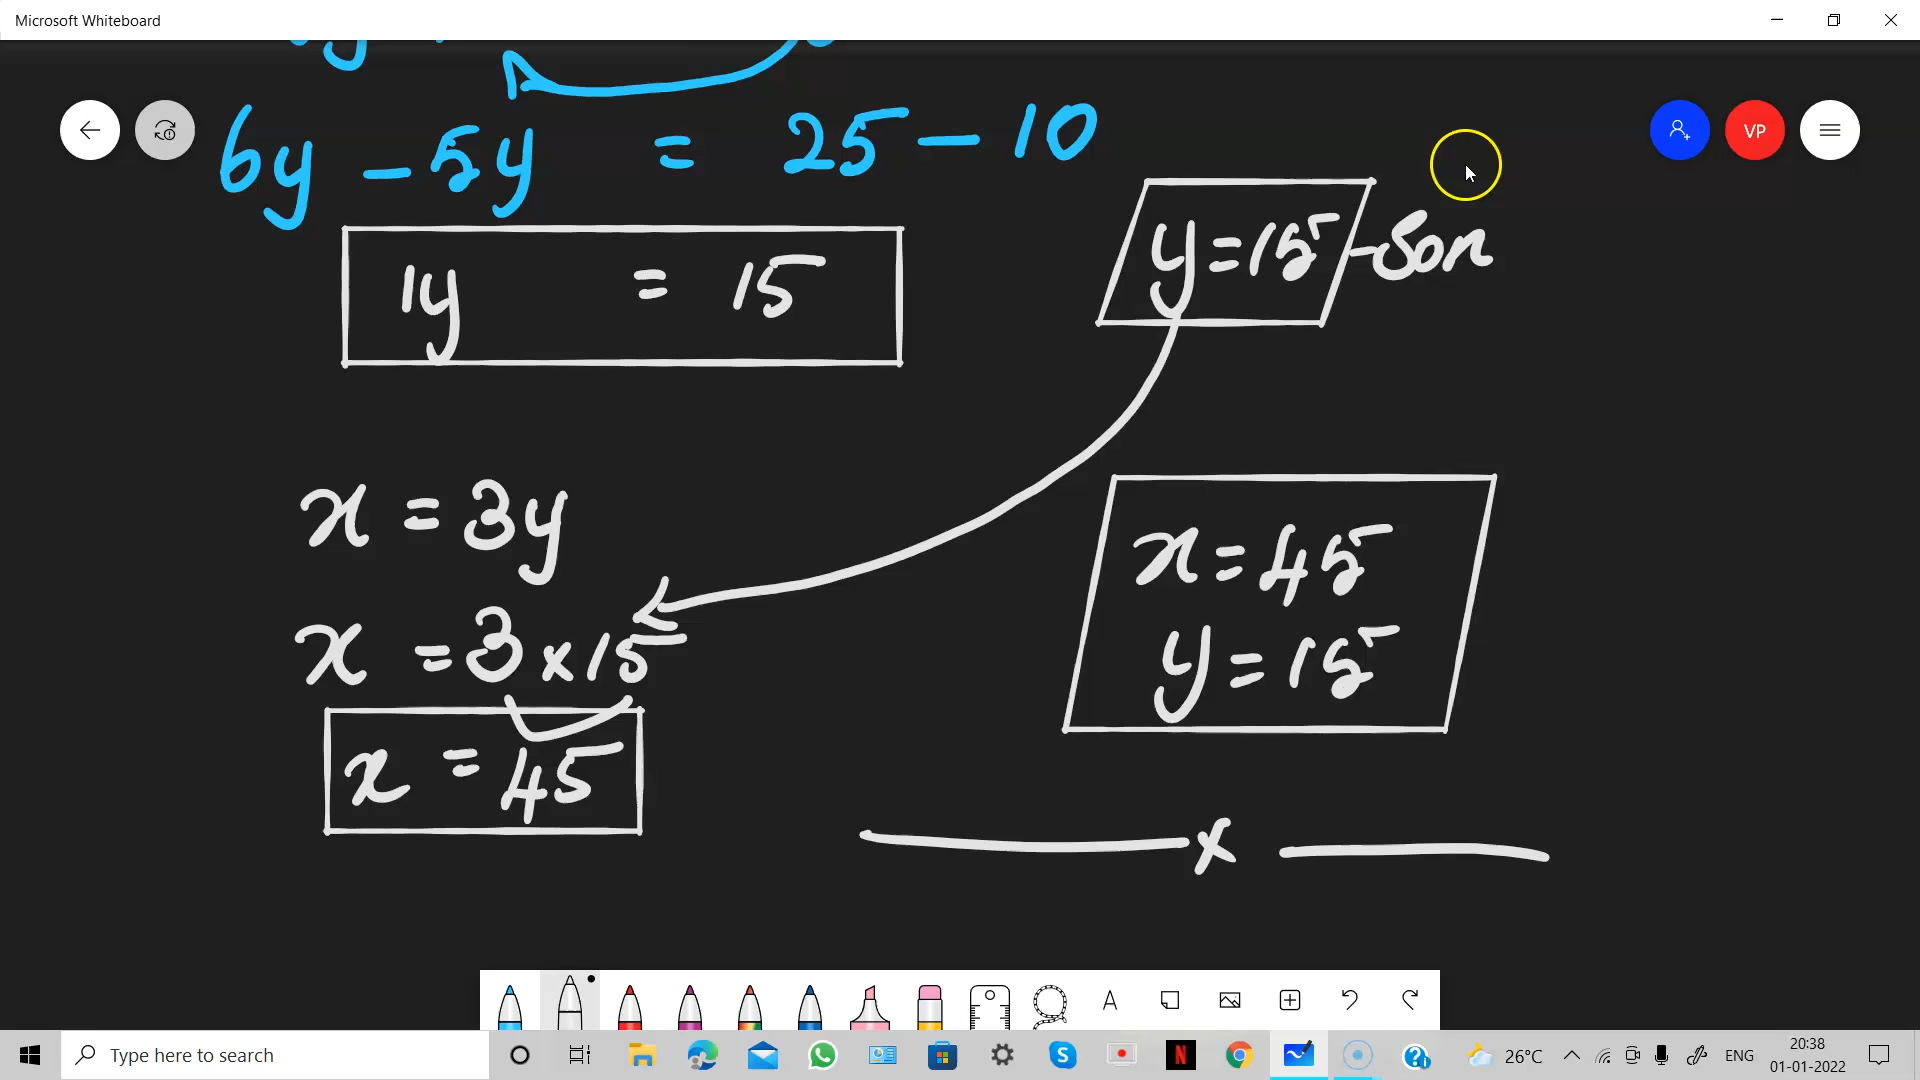 Microsoft Whiteboard
6y - 5y = 25 - 10
VP
y = 15 - Son
1y = 15
x = 3y
x = 3 x 15
x = 45
x = 45
y = 15
x
A
Type here to search
N
S
26°C
ENG
20:38
01-01-2022